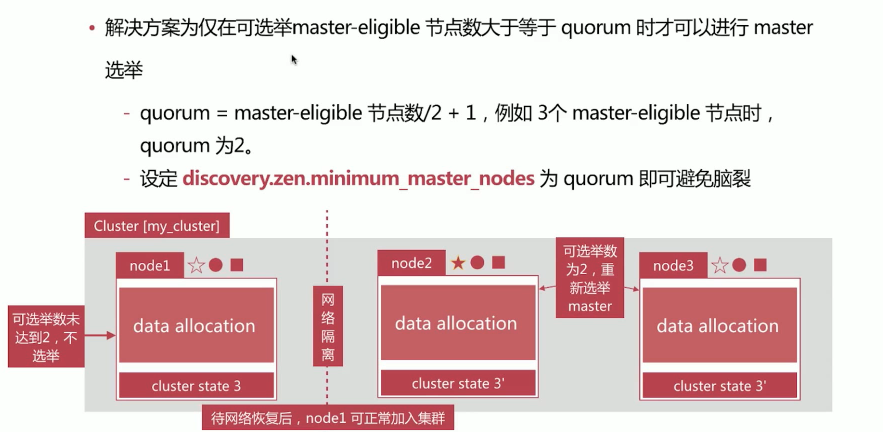 • 解决方案为仅在可选举master-eligible 节点数大于等于 quorum 时才可以进行 master
选举
- quorum = master-eligible 节点数/2 + 1，例如 3个 master-eligible 节点时，
quorum 为2。
- 设定 discovery.zen.minimum_master_nodes 为 quorum 即可避免脑裂
Cluster [my_cluster]
可选举数未
达到2，不
选举
node1
data allocation
cluster state 3
网
络
隔
离
node2
data allocation
cluster state 3'
可选举数
为2，重
新选举
master
node3
data allocation
cluster state 3'
待网络恢复后，node1 可正常加入集群